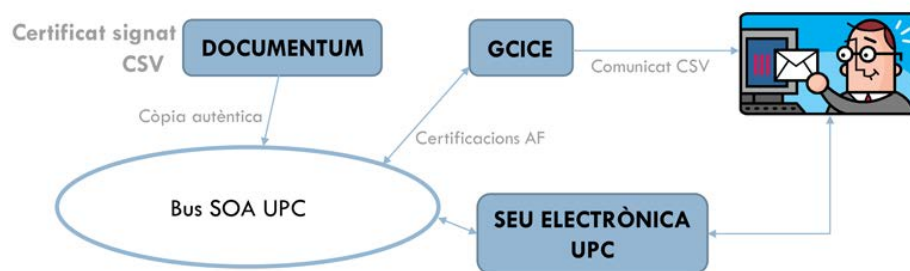 Certificat signat
CSV
DOCUMENTUM
GCICE
Comunicat CSV
Còpia autèntica
Certificacions AF
Bus SOA UPC
SEU ELECTRÒNICA
UPC